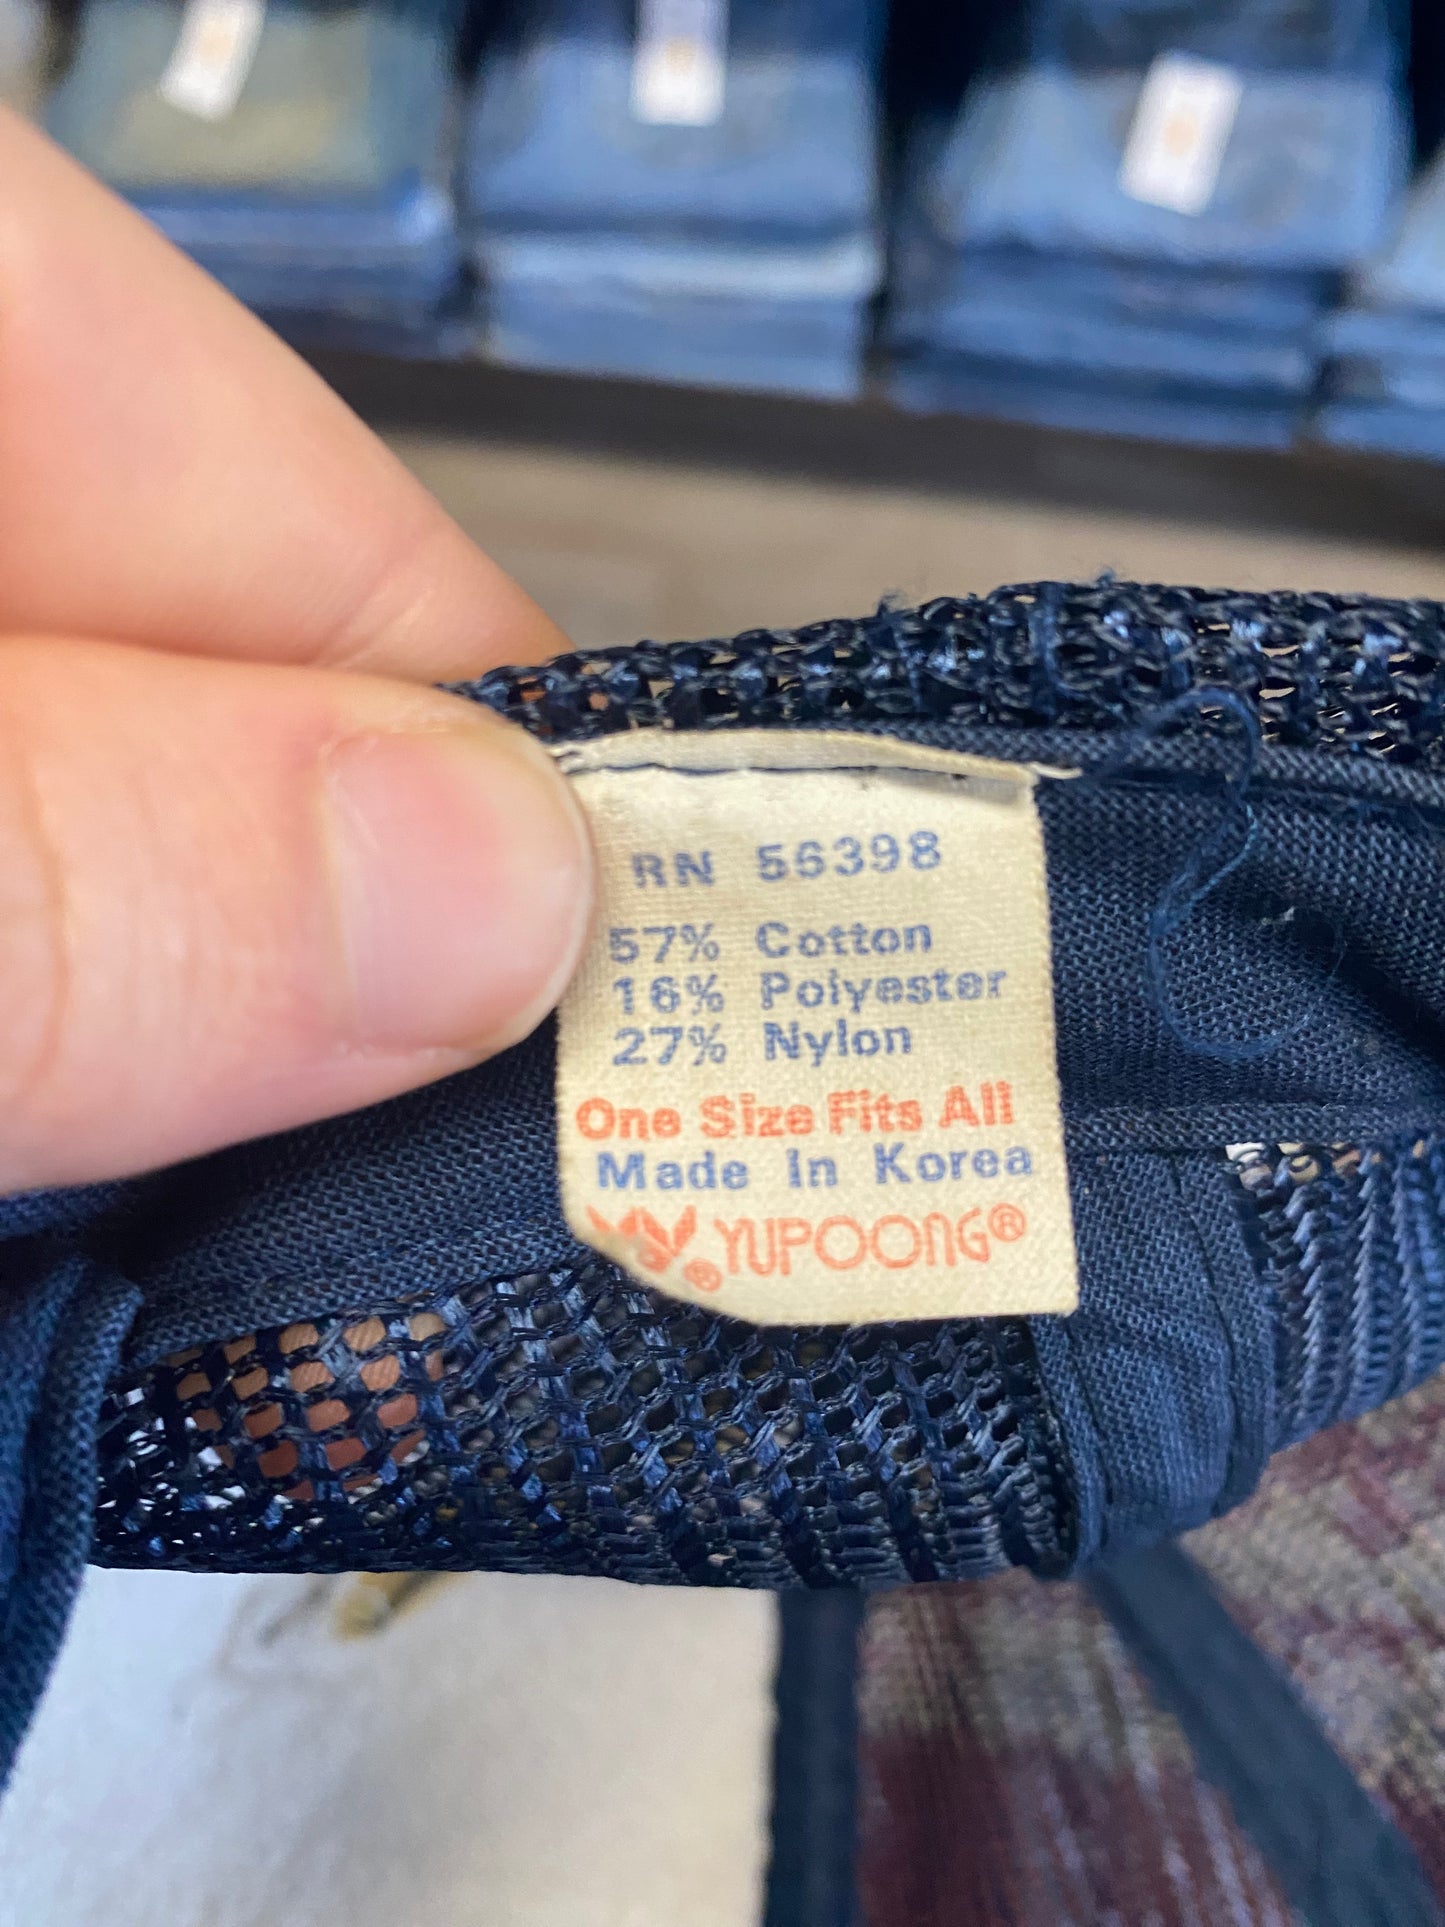 RN 56398
57% Cotton
16% Polyester
27% Nylon
One Size Fits All
Made In Korea
® YUPOONG®